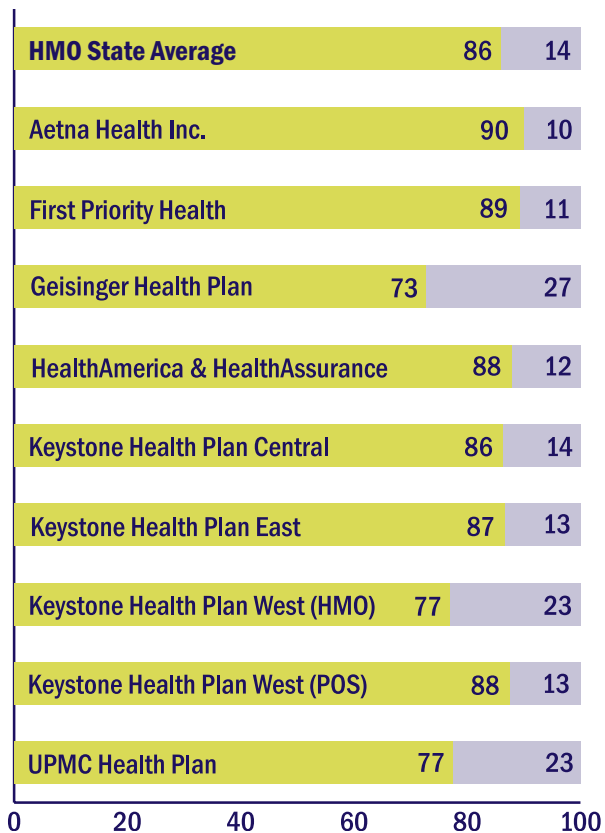 HMO State Average 86 14
Aetna Health Inc. 90 10
First Priority Health 89 11
Geisinger Health Plan 73 27
HealthAmerica & HealthAssurance 88 12
Keystone Health Plan Central 86 14
Keystone Health Plan East 87 13
Keystone Health Plan West (HMO) 77 23
Keystone Health Plan West (POS) 88 13
UPMC Health Plan 77 23
0 20 40 60 80 100